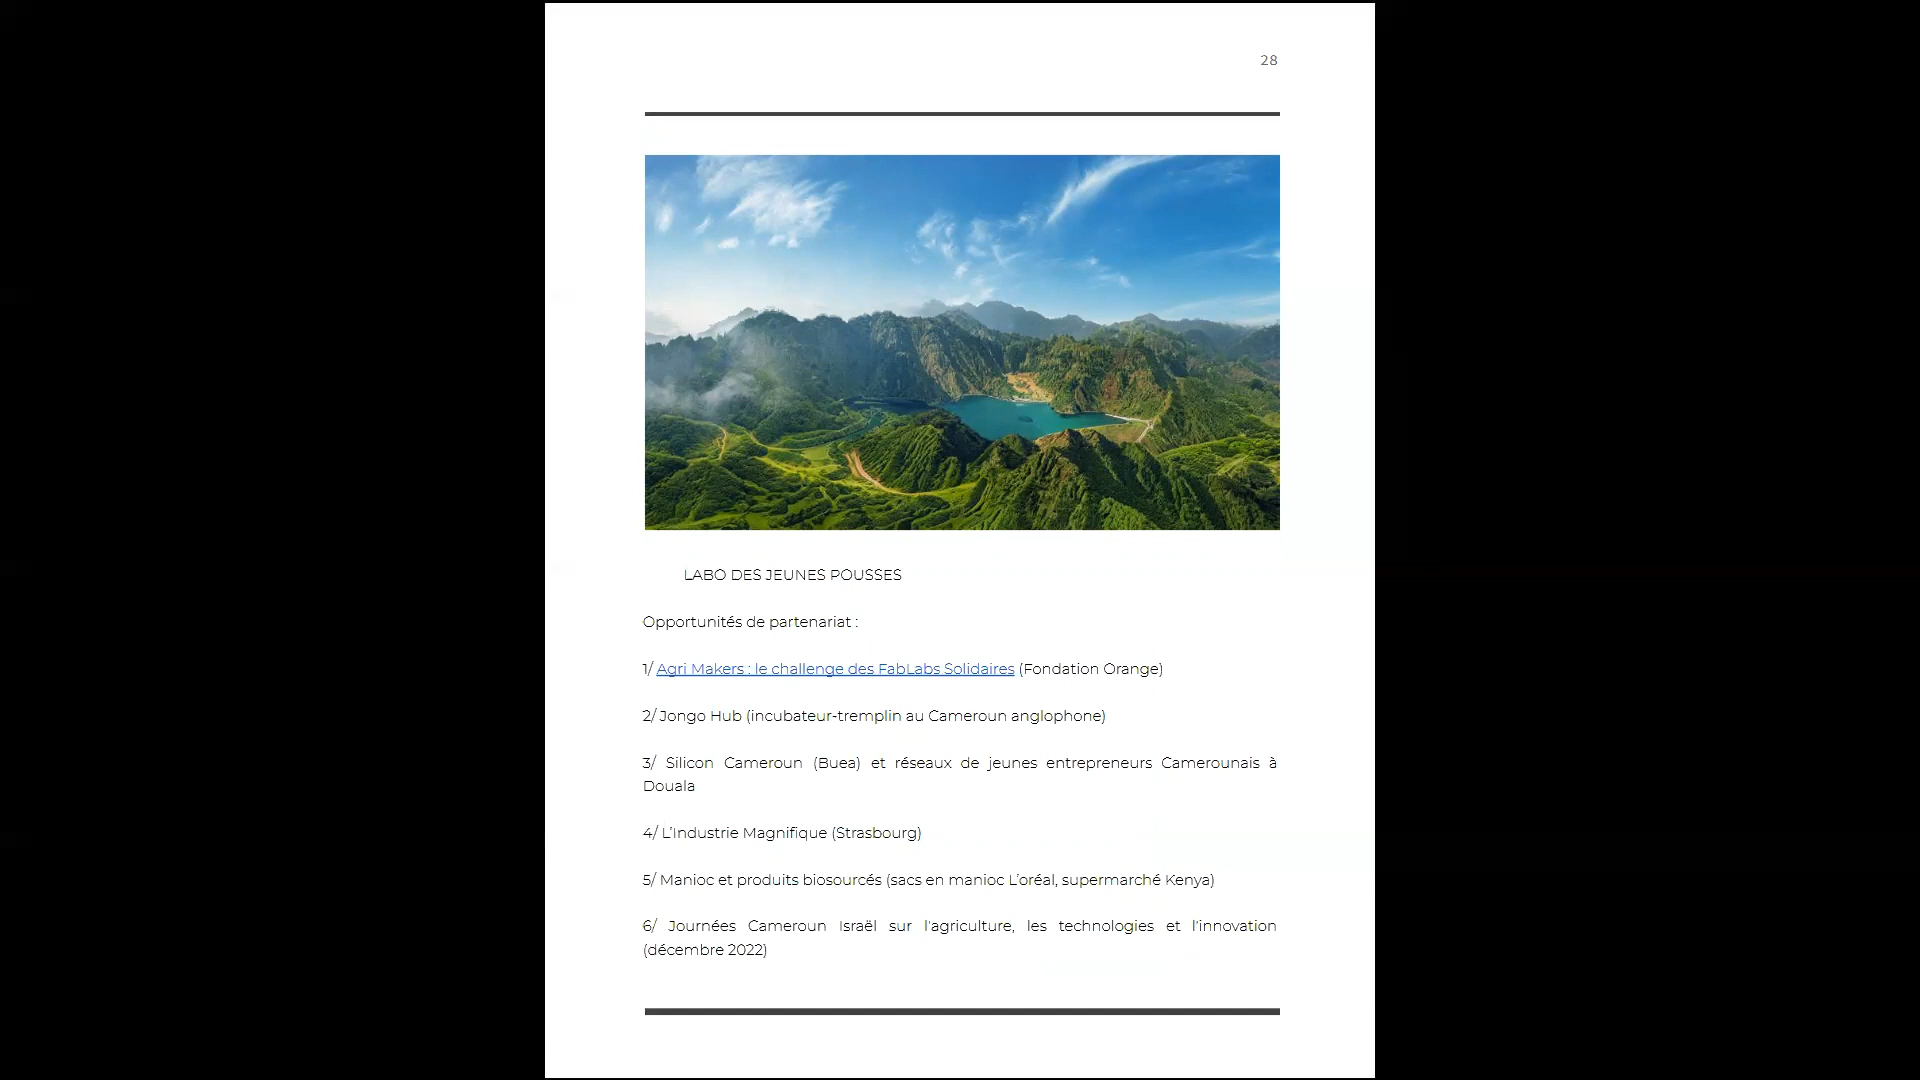 28
LABO DES JEUNES POUSSES
Opportunités de partenariat :
1/ Agri Makers : le challenge des FabLabs Solidaires (Fondation Orange)
2/ Jongo Hub (incubateur-tremplin au Cameroun anglophone)
3/ Silicon Cameroun (Buea) et réseaux de jeunes entrepreneurs Camerounais à
Douala
4/ L’Industrie Magnifique (Strasbourg)
5/ Manioc et produits biosourcés (sacs en manioc L’oréal, supermarché Kenya)
6/ Journées Cameroun Israël sur l’agriculture, les technologies et l’innovation
(décembre 2022)